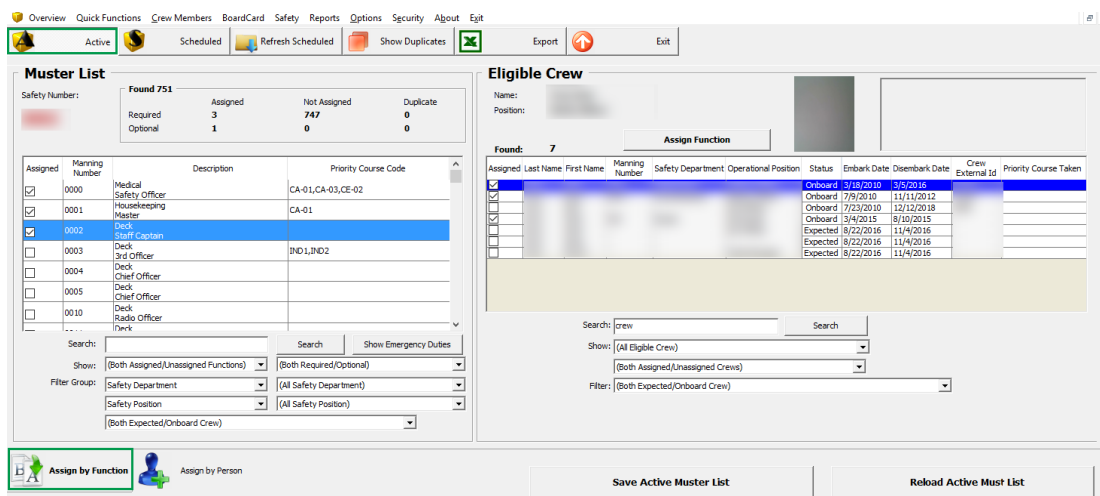 Overview Quick Functions Crew Members BoardCard Safety Reports Options Security About Exit
Active Scheduled Refresh Scheduled Show Duplicates Export Exit
Muster List
Safety Number:
Found 751
Assigned Not Assigned Duplicate
Required 3 747 0
Optional 1 0 0
Assigned Manning Number Description Priority Course Code
0000 Medical Safety Officer CA-01,CA-03,CE-02
0001 Housekeeping Master CA-01
0002 Deck Staff Captain
0003 Deck 3rd Officer IND1,IND2
0004 Deck Chief Officer
0005 Deck Chief Officer
0010 Deck Radio Officer
Deck
Search: Search Show Emergency Duties
Show: (Both Assigned/Unassigned Functions) (Both Required/Optional)
Filter Group: Safety Department (All Safety Department)
Safety Position (All Safety Position)
(Both Expected/Onboard Crew)
Eligible Crew
Name:
Position:
Assign Function
Found: 7
Assigned Last Name First Name Manning Number Safety Department Operational Position Status Embark Date Disembark Date Crew External Id Priority Course Taken
Onboard 3/18/2010 3/5/2016
Onboard 7/9/2010 11/11/2012
Onboard 7/23/2010 12/12/2018
Onboard 3/4/2015 8/10/2015
Expected 8/22/2016 11/4/2016
Expected 8/22/2016 11/4/2016
Expected 8/22/2016 11/4/2016
Search: crew Search
Show: (All Eligible Crew)
(Both Assigned/Unassigned Crews)
Filter: (Both Expected/Onboard Crew)
Assign by Function Assign by Person
Save Active Muster List Reload Active Must List